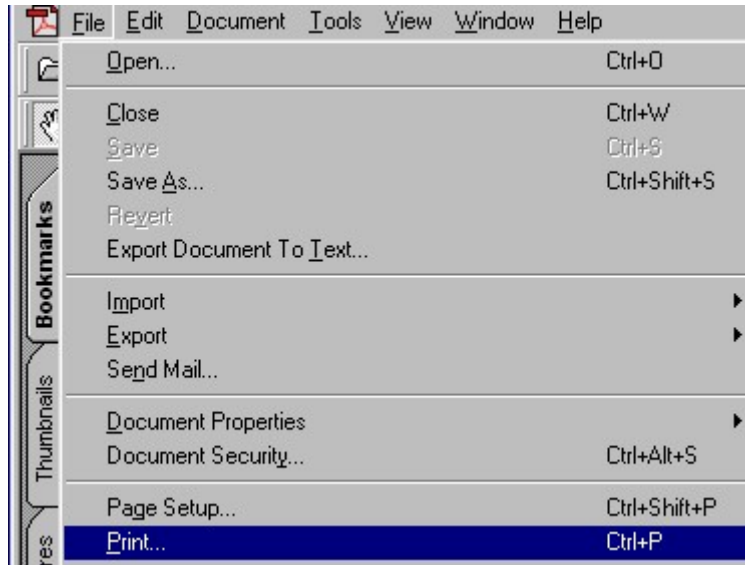 File Edit Document Tools View Window Help
Open... Ctrl+O
Close Ctrl+W
Save Ctrl+S
Save As... Ctrl+Shift+S
Revert
Export Document To Text...
Import
Export
Send Mail...
Document Properties
Document Security... Ctrl+Alt+S
Page Setup... Ctrl+Shift+P
Print... Ctrl+P
Bookmarks
Thumbnails